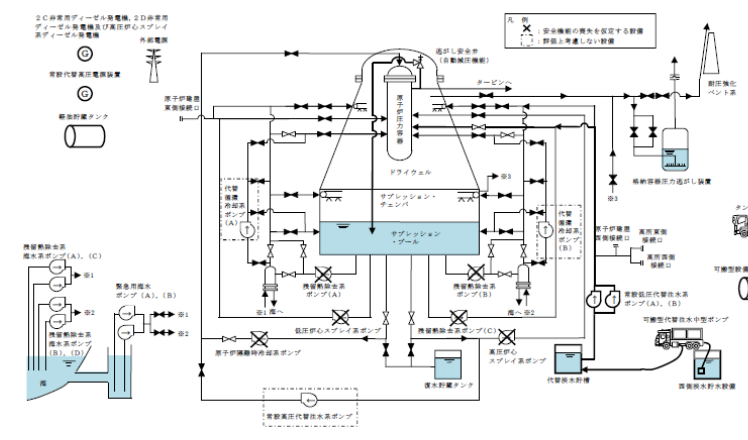 2C非常用ディーゼル発電機、2D非常用
ディーゼル発電機及び高圧炉心スプレイ
系ディーゼル発電機
外部電源
G
常設代替高圧電源装置
G
軽油貯蔵タンク
凡 例
:安全機能の喪失を仮定する設備
:評価上考慮しない設備
逃がし安全弁
(自動減圧機能)
タービンへ
耐圧強化
ベント系
原子炉建屋
東側接続口
原子炉圧力容器
ドライウェル
格納容器圧力逃がし装置
※3
※3
代替
循環
冷却系
ポンプ
(A)
サプレッション・
チェンバ
サプレッション
・プール
代替
循環
冷却系
ポンプ
(B)
原子炉建屋
西側接続口
高所東側
接続口
高所西側
接続口
タン
可搬型設備
残留熱除去系
海水系ポンプ(A)、(C)
※1
※2
残留熱除去系
海水系ポンプ
(B)、(D)
海
緊急用海水
ポンプ(A)、(B)
※1
※2
残留熱除去系
ポンプ(A)
残留熱除去系
ポンプ(B)
※1
海へ
海へ
※2
低圧炉心スプレイ系ポンプ
残留熱除去系ポンプ(C)
原子炉隔離時冷却系ポンプ
高圧炉心
スプレイ系ポンプ
常設低圧代替注水系
ポンプ(A)、(B)
可搬型代替注水中型ポンプ
復水貯蔵タンク
代替淡水貯槽
西側淡水貯水設備
常設高圧代替注水系ポンプ